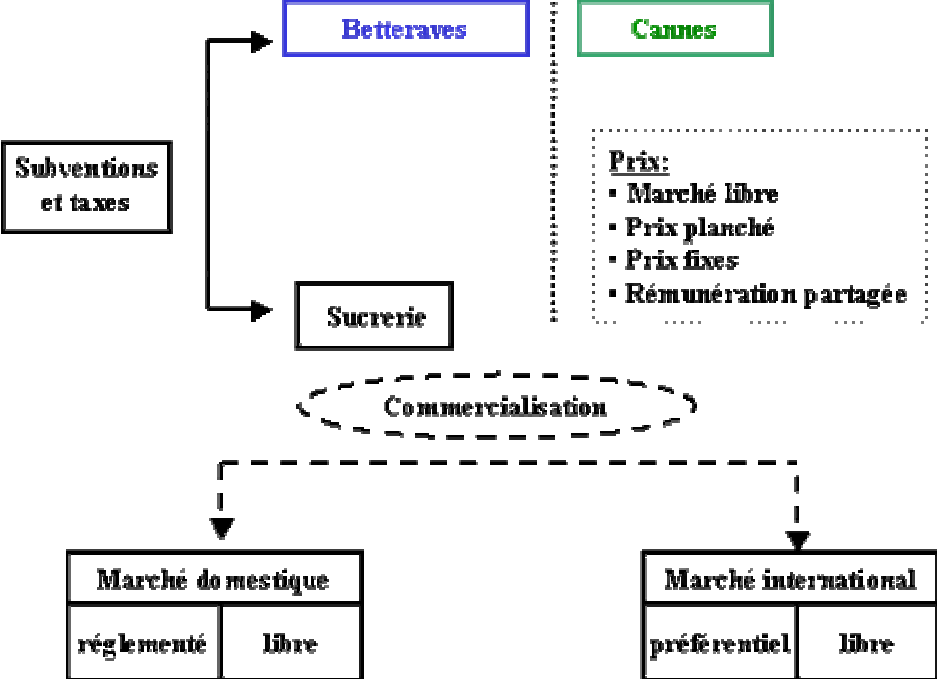 Betteraves
Cannes
Subventions
et taxes
Prix:
▪ Marché libre
▪ Prix planché
▪ Prix fixes
▪ Rémunération partagée
Sucrerie
Commercialisation
Marché domestique
réglementé
libre
Marché international
préférentiel
libre